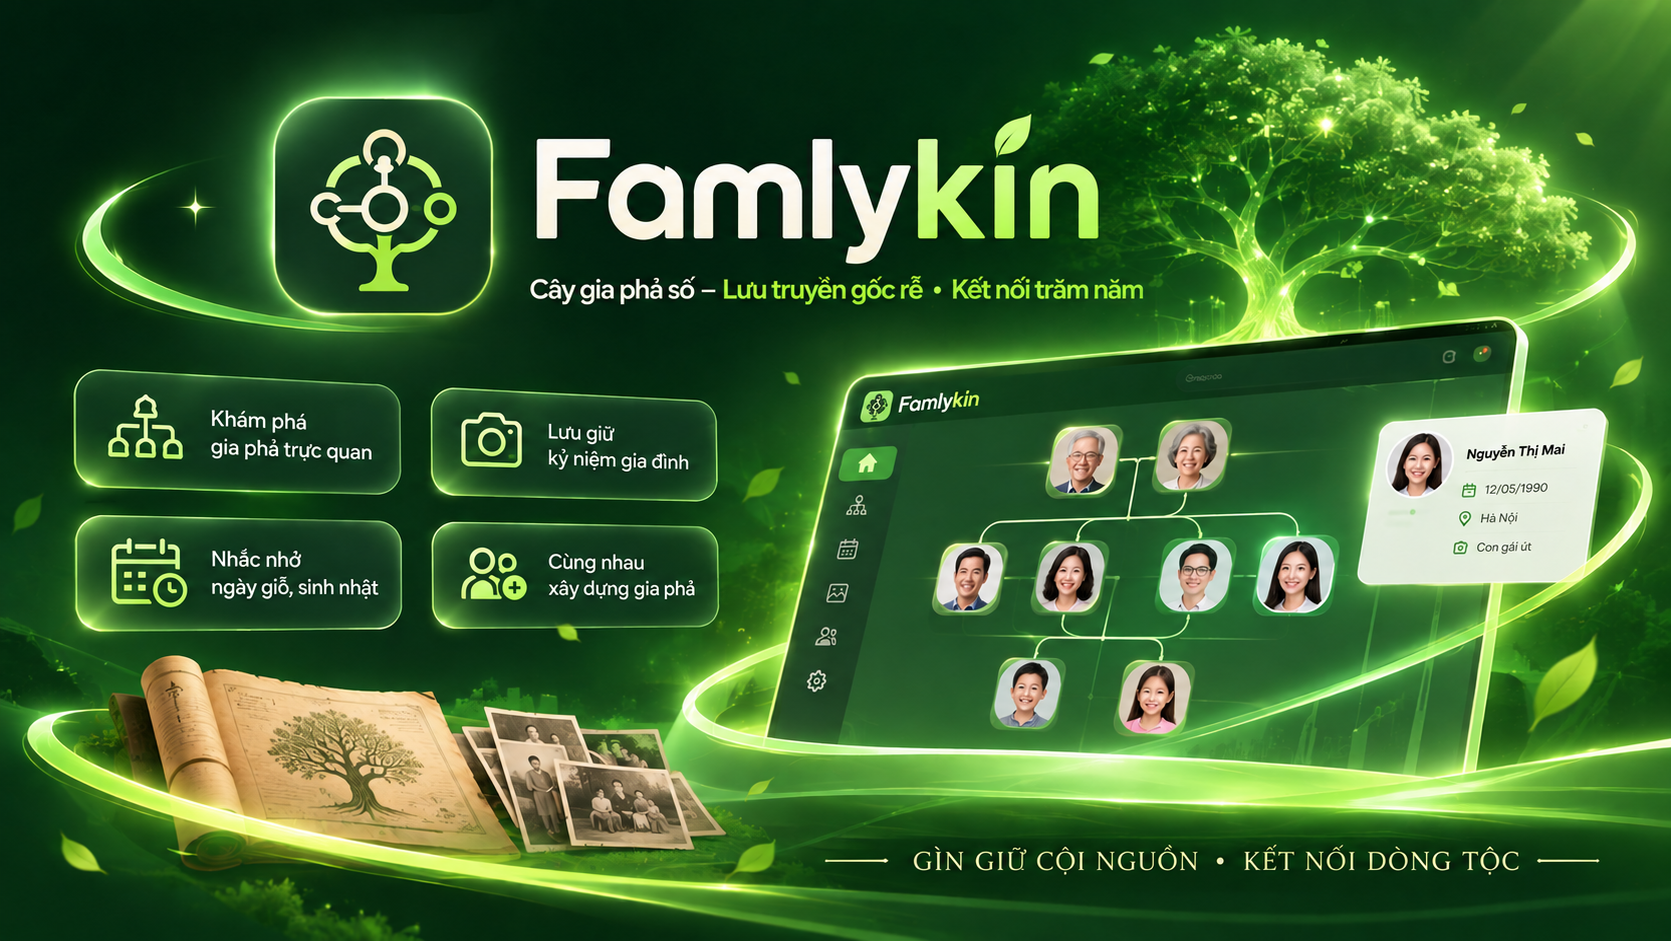 Famlykin
Cây gia phả số – Lưu truyền gốc rễ • Kết nối trăm năm
Khám phá
gia phả trực quan
Lưu giữ
kỷ niệm gia đình
Nhắc nhở
ngày giỗ, sinh nhật
Cùng nhau
xây dựng gia phả
Famlykin
Nguyễn Thị Mai
12/05/1990
Hà Nội
Con gái út
GÌN GIỮ CỘI NGUỒN • KẾT NỐI DÒNG TỘC